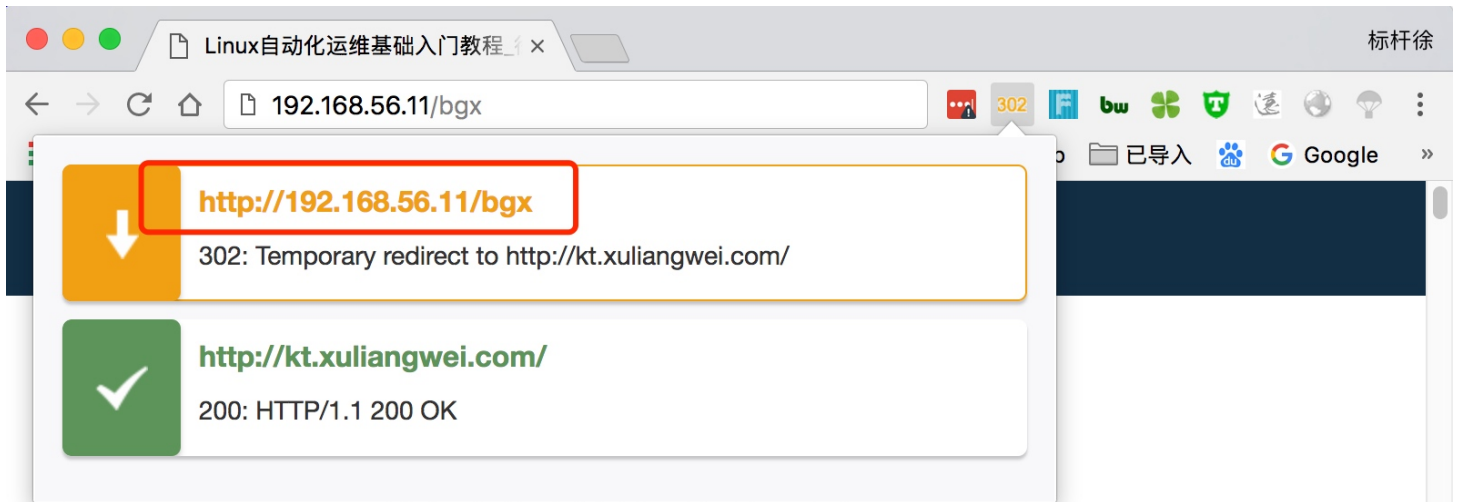 Linux自动化运维基础入门教程_
标杆徐
192.168.56.11/bgx
302
bw
已导入
du
Google
»
http://192.168.56.11/bgx
302: Temporary redirect to http://kt.xuliangwei.com/
http://kt.xuliangwei.com/
200: HTTP/1.1 200 OK